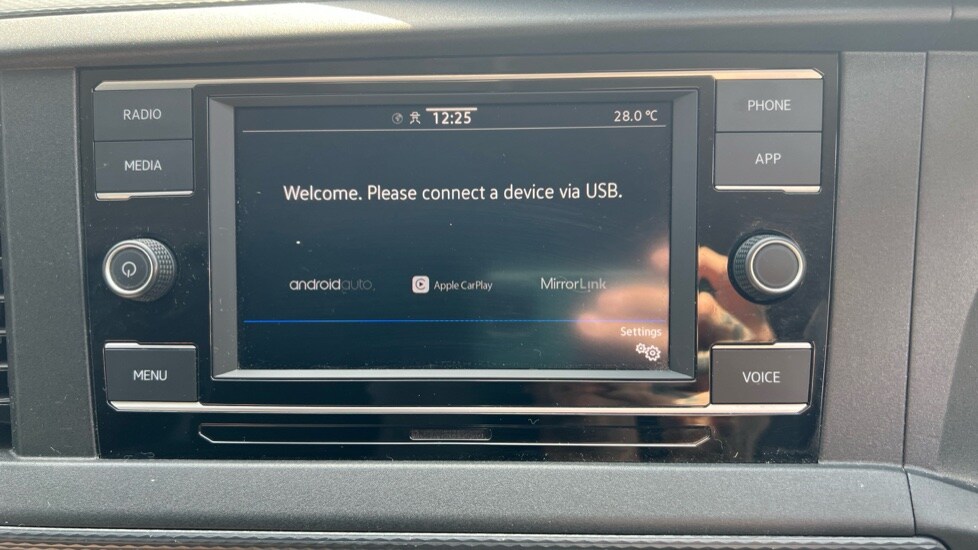 RADIO
MEDIA
MENU
12:25
28.0 °C
Welcome. Please connect a device via USB.
androidauto
Apple CarPlay
MirrorLink
Settings
PHONE
APP
VOICE